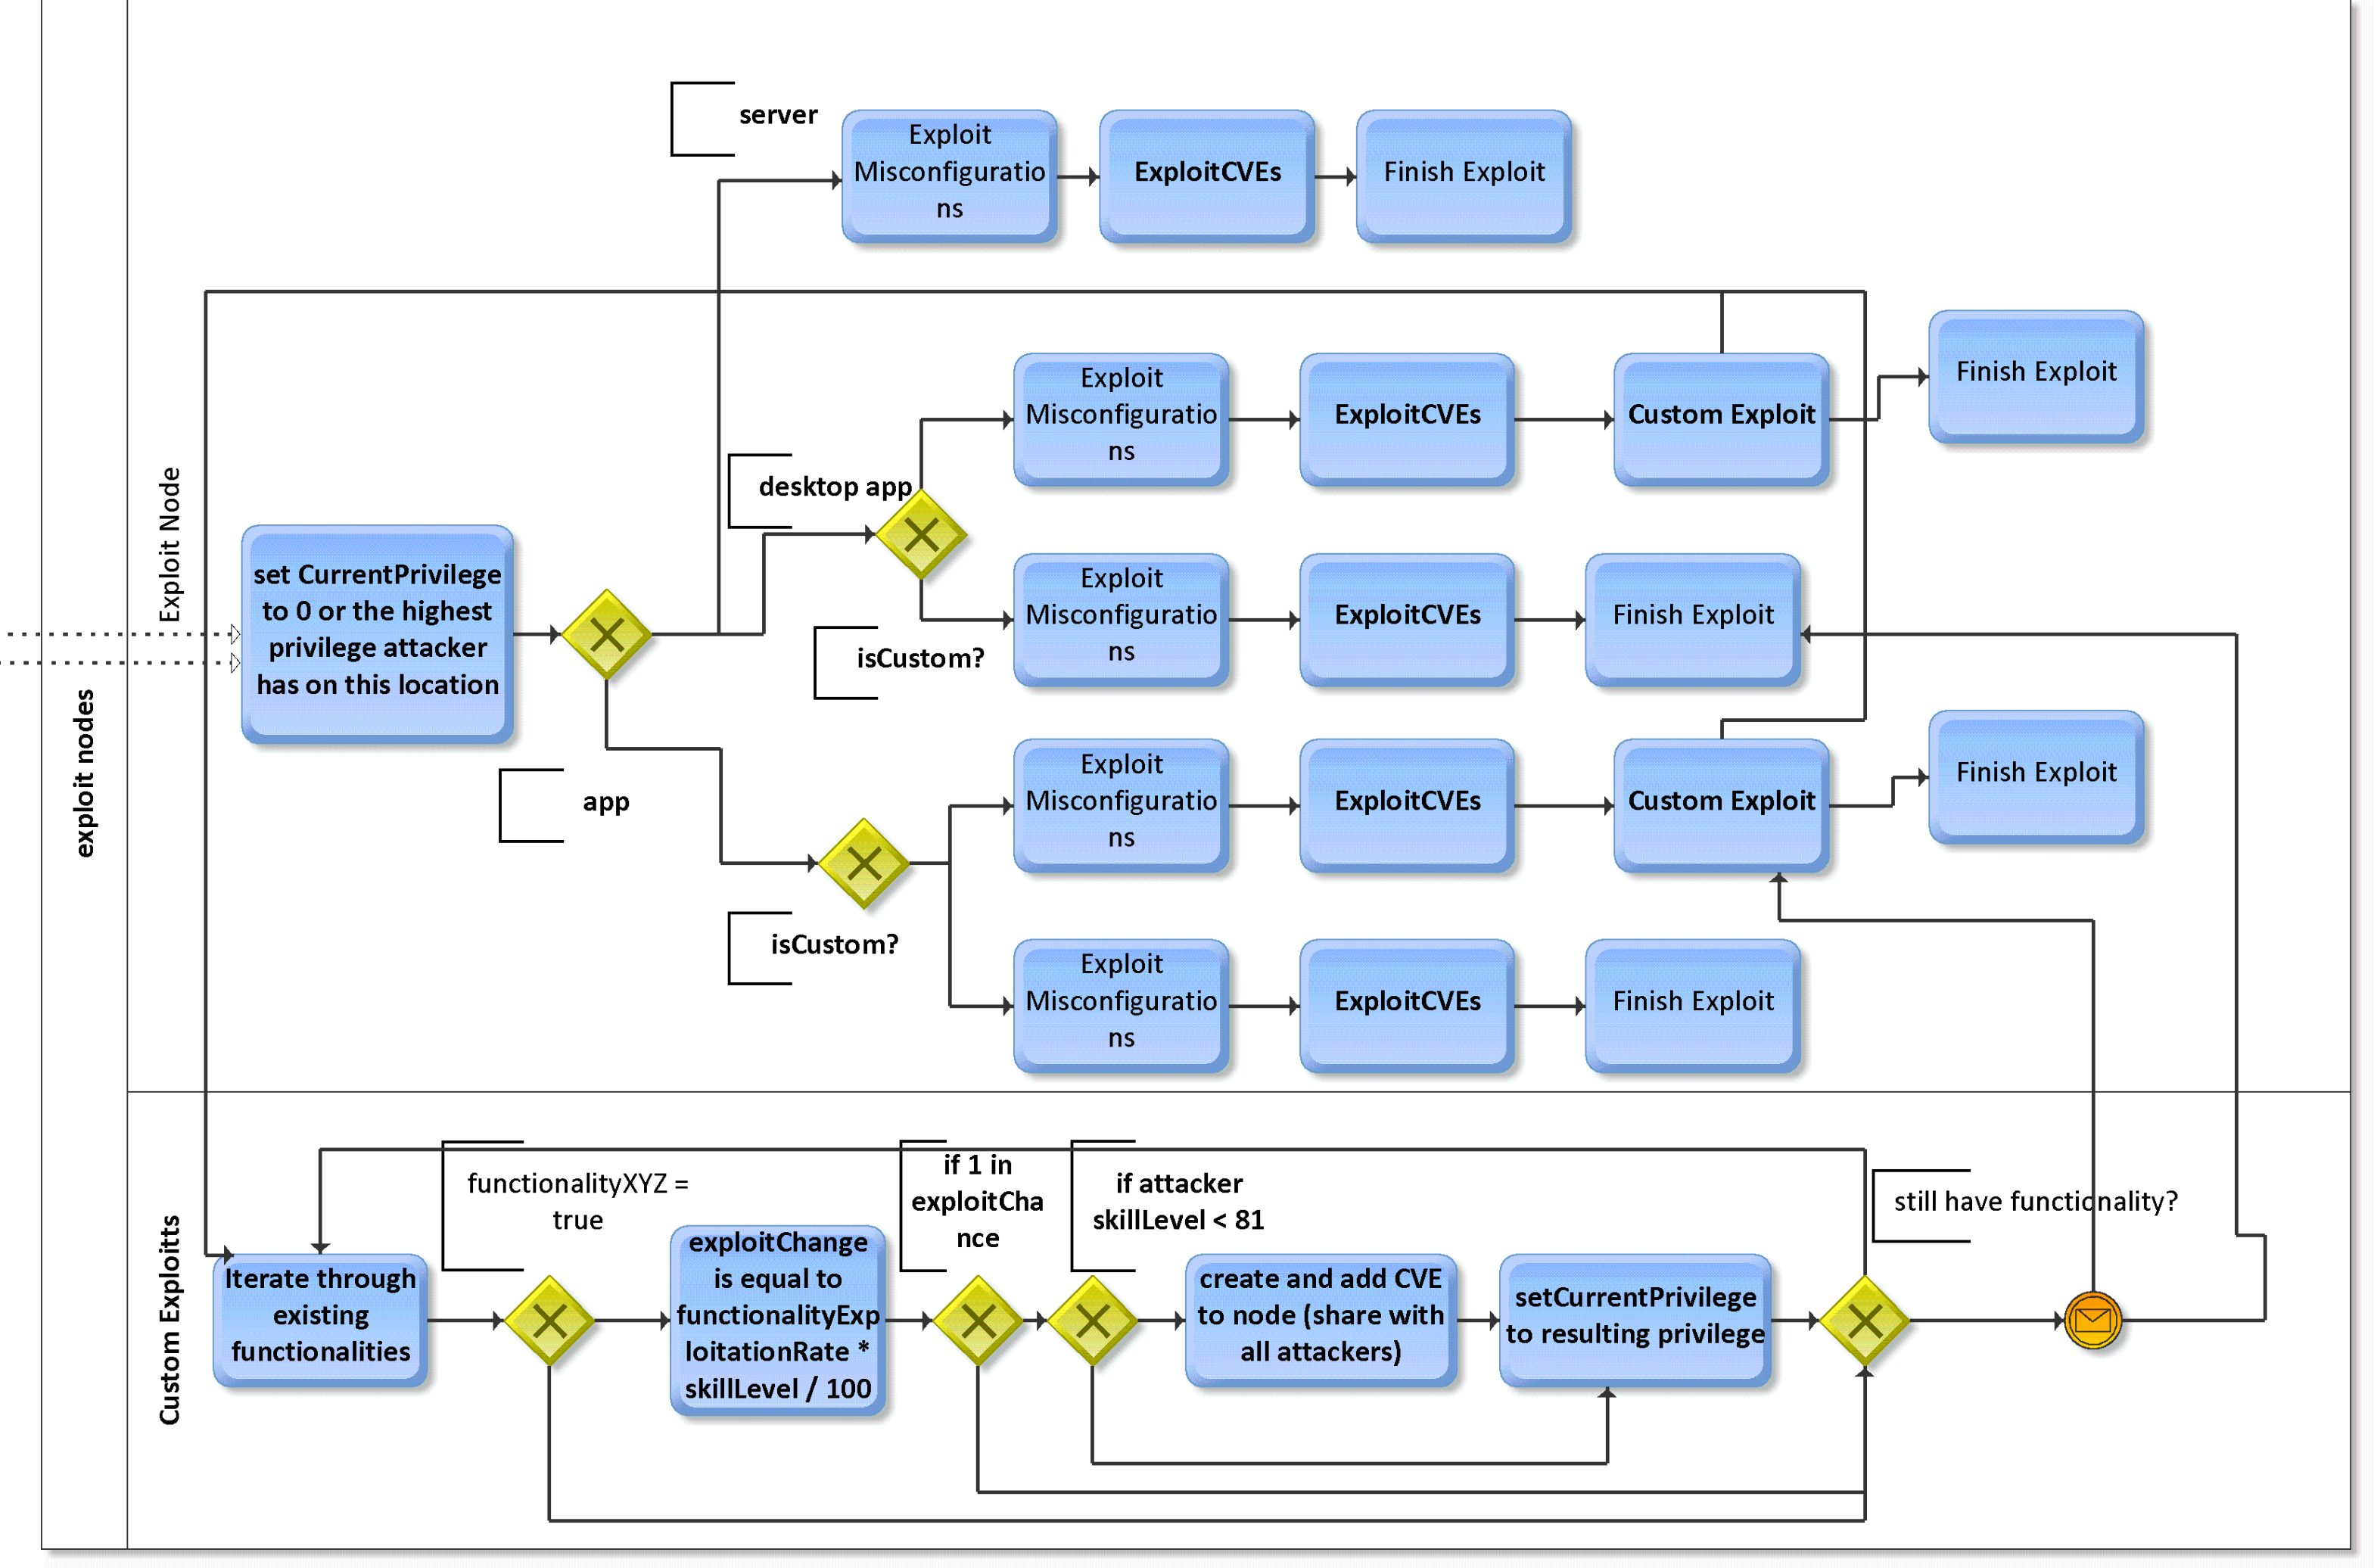 exploit nodes
Exploit Node
server
Exploit
Misconfiguratio
ns
ExploitCVEs
Finish Exploit
desktop app
Exploit
Misconfiguratio
ns
ExploitCVEs
Custom Exploit
Finish Exploit
set CurrentPrivilege
to 0 or the highest
privilege attacker
has on this location
isCustom?
Exploit
Misconfiguratio
ns
ExploitCVEs
Finish Exploit
app
Exploit
Misconfiguratio
ns
ExploitCVEs
Custom Exploit
Finish Exploit
isCustom?
Exploit
Misconfiguratio
ns
ExploitCVEs
Finish Exploit
Custom Exploitts
Iterate through
existing
functionalities
functionalityXYZ =
true
exploitChange
is equal to
functionalityExp
loitationRate *
skillLevel / 100
if 1 in
exploitCha
nce
if attacker
skillLevel < 81
create and add CVE
to node (share with
all attackers)
setCurrentPrivilege
to resulting privilege
still have functionality?